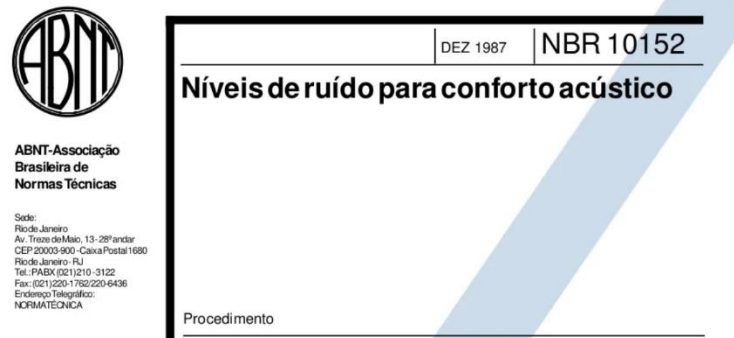 ABNT
DEZ 1987
NBR 10152
Níveis de ruído para conforto acústico
ABNT-Associação
Brasileira de
Normas Técnicas
Sede:
Rio de Janeiro
Av. Treze de Maio, 13 - 28º andar
CEP 20003-900 - Caixa Postal 1680
Rio de Janeiro - RJ
Tel.: PABX (021) 210 -3122
Fax: (021) 220-1762/220-6436
Endereço Telegráfico:
NORMATÉCNICA
Procedimento